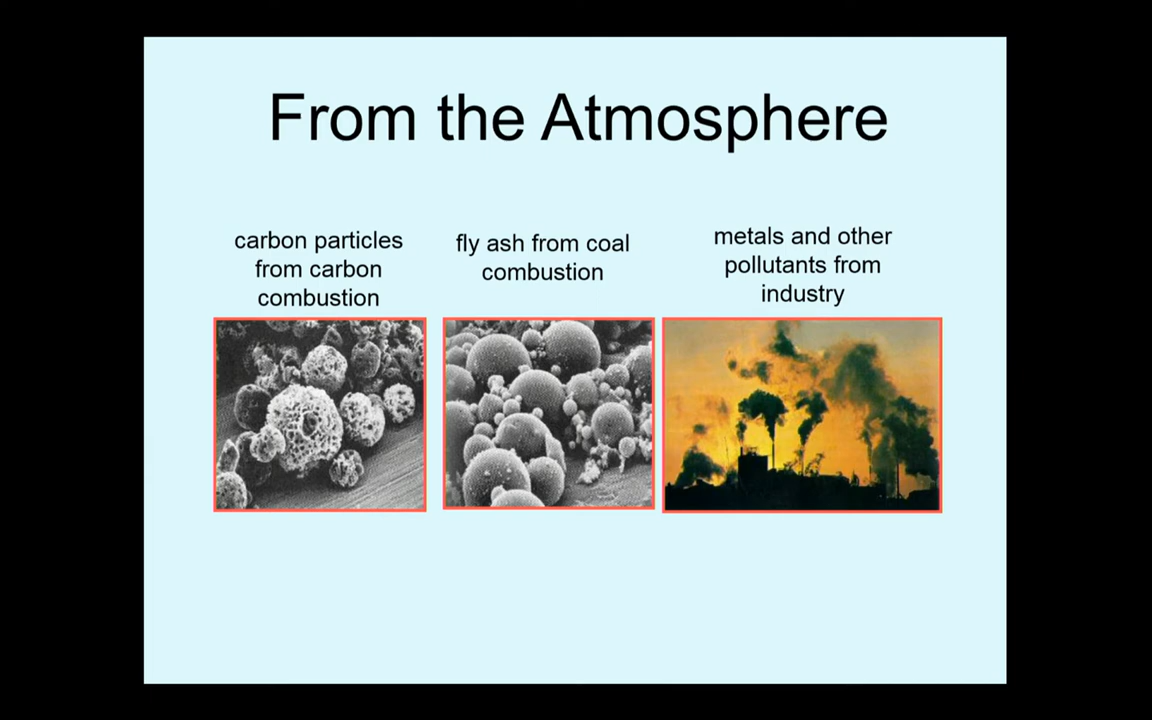 From the Atmosphere
carbon particles
from carbon
combustion
fly ash from coal
combustion
metals and other
pollutants from
industry